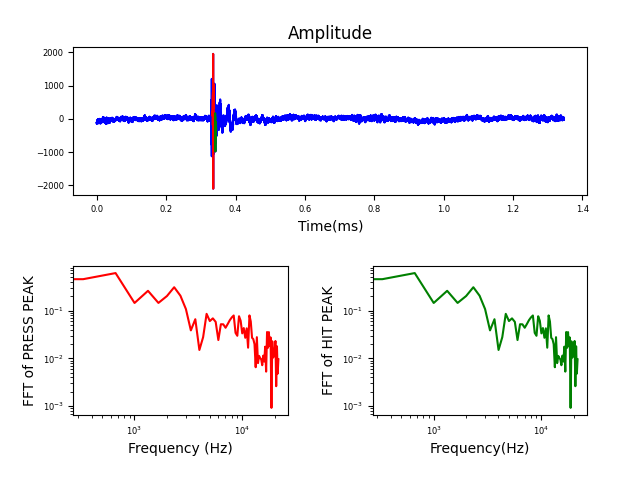 Amplitude
2000
1000
0
−1000
−2000
0.0 0.2 0.4 0.6 0.8 1.0 1.2 1.4
Time(ms)
FFT of PRESS PEAK
10⁻¹
10⁻²
10⁻³
10³ 10⁴
Frequency (Hz)
FFT of HIT PEAK
10⁻¹
10⁻²
10⁻³
10³ 10⁴
Frequency(Hz)